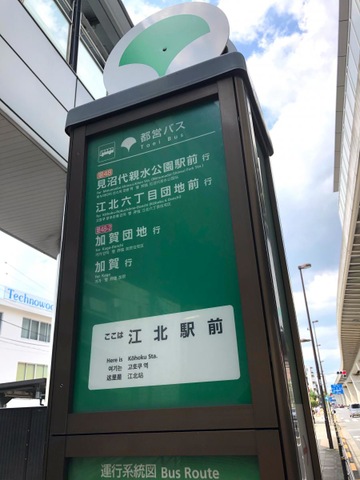 都営バス
Toei Bus
見沼代親水公園駅前 行
江北六丁目団地前 行
加賀団地 行
加賀 行
ここは 江北駅前
Here is Kōhoku Sta.
여기는 고호쿠 역
这里是 江北站
運行系統図 Bus Route
Technowood